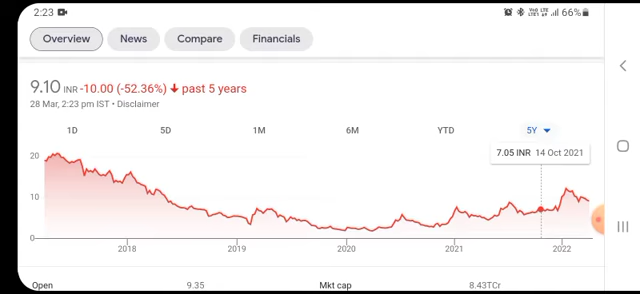 2:23 66%
Overview News Compare Financials
9.10 INR -10.00 (-52.36%) past 5 years
28 Mar, 2:23 pm IST • Disclaimer
1D 5D 1M 6M YTD 5Y
7.05 INR 14 Oct 2021
20
10
0
2018 2019 2020 2021 2022
Open 9.35 Mkt cap 8.43TCr